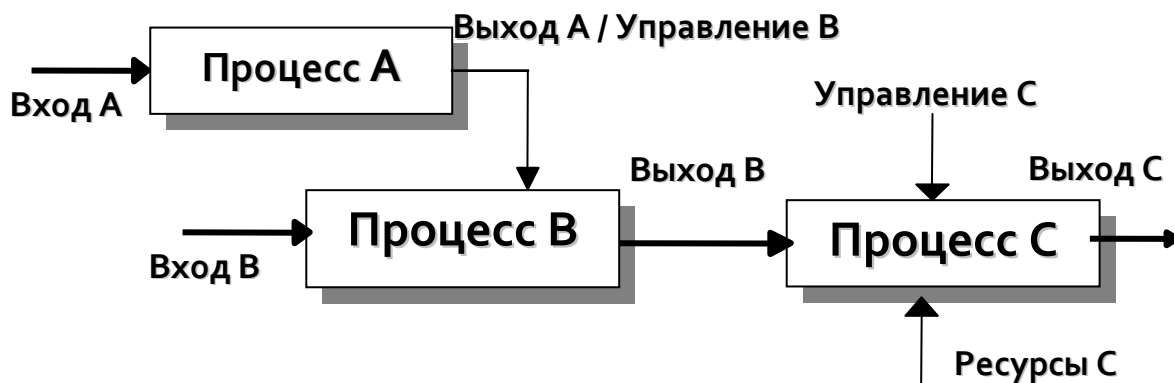 Выход А / Управление В
Процесс А
Вход А
Управление С
Выход В
Выход С
Процесс В
Процесс С
Вход В
Ресурсы С